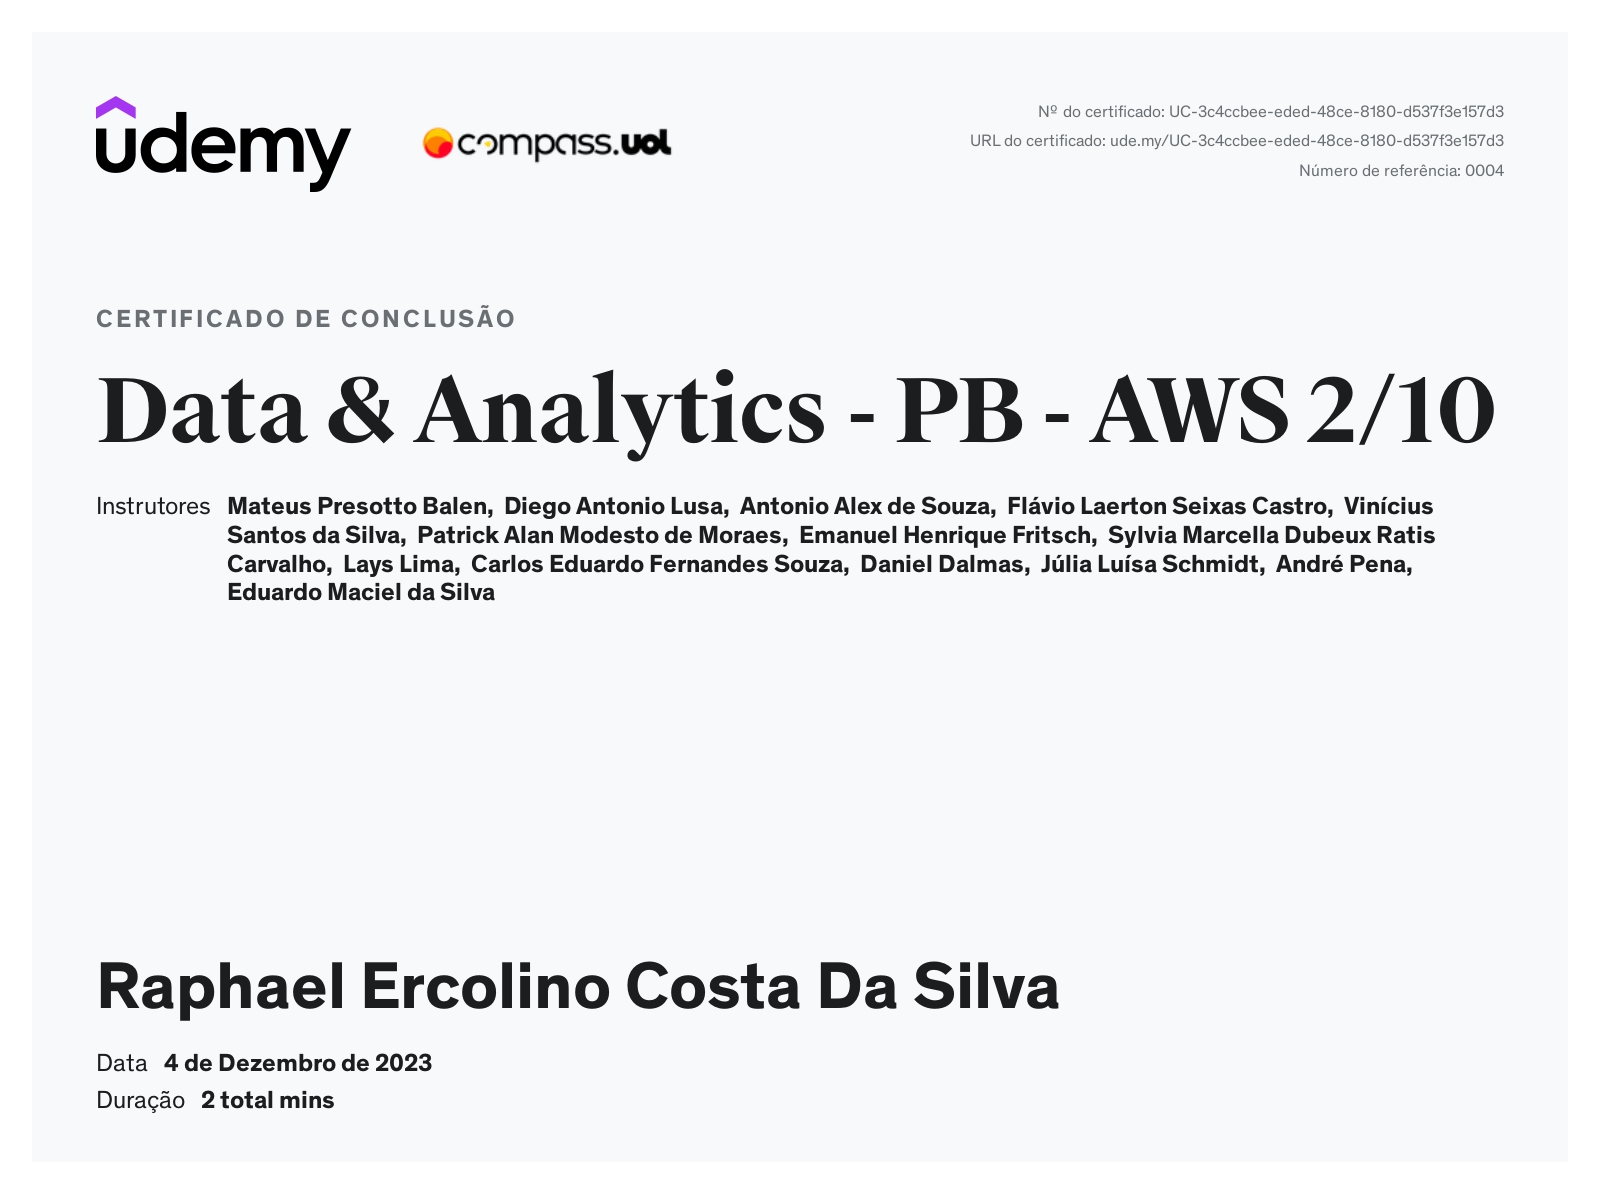 udemy
compass.uol
Nº do certificado: UC-3c4ccbee-eded-48ce-8180-d537f3e157d3
URL do certificado: ude.my/UC-3c4ccbee-eded-48ce-8180-d537f3e157d3
Número de referência: 0004
CERTIFICADO DE CONCLUSÃO
Data & Analytics - PB - AWS 2/10
Instrutores Mateus Presotto Balen, Diego Antonio Lusa, Antonio Alex de Souza, Flávio Laerton Seixas Castro, Vinícius
Santos da Silva, Patrick Alan Modesto de Moraes, Emanuel Henrique Fritsch, Sylvia Marcella Dubeux Ratis
Carvalho, Lays Lima, Carlos Eduardo Fernandes Souza, Daniel Dalmas, Júlia Luísa Schmidt, André Pena,
Eduardo Maciel da Silva
Raphael Ercolino Costa Da Silva
Data 4 de Dezembro de 2023
Duração 2 total mins